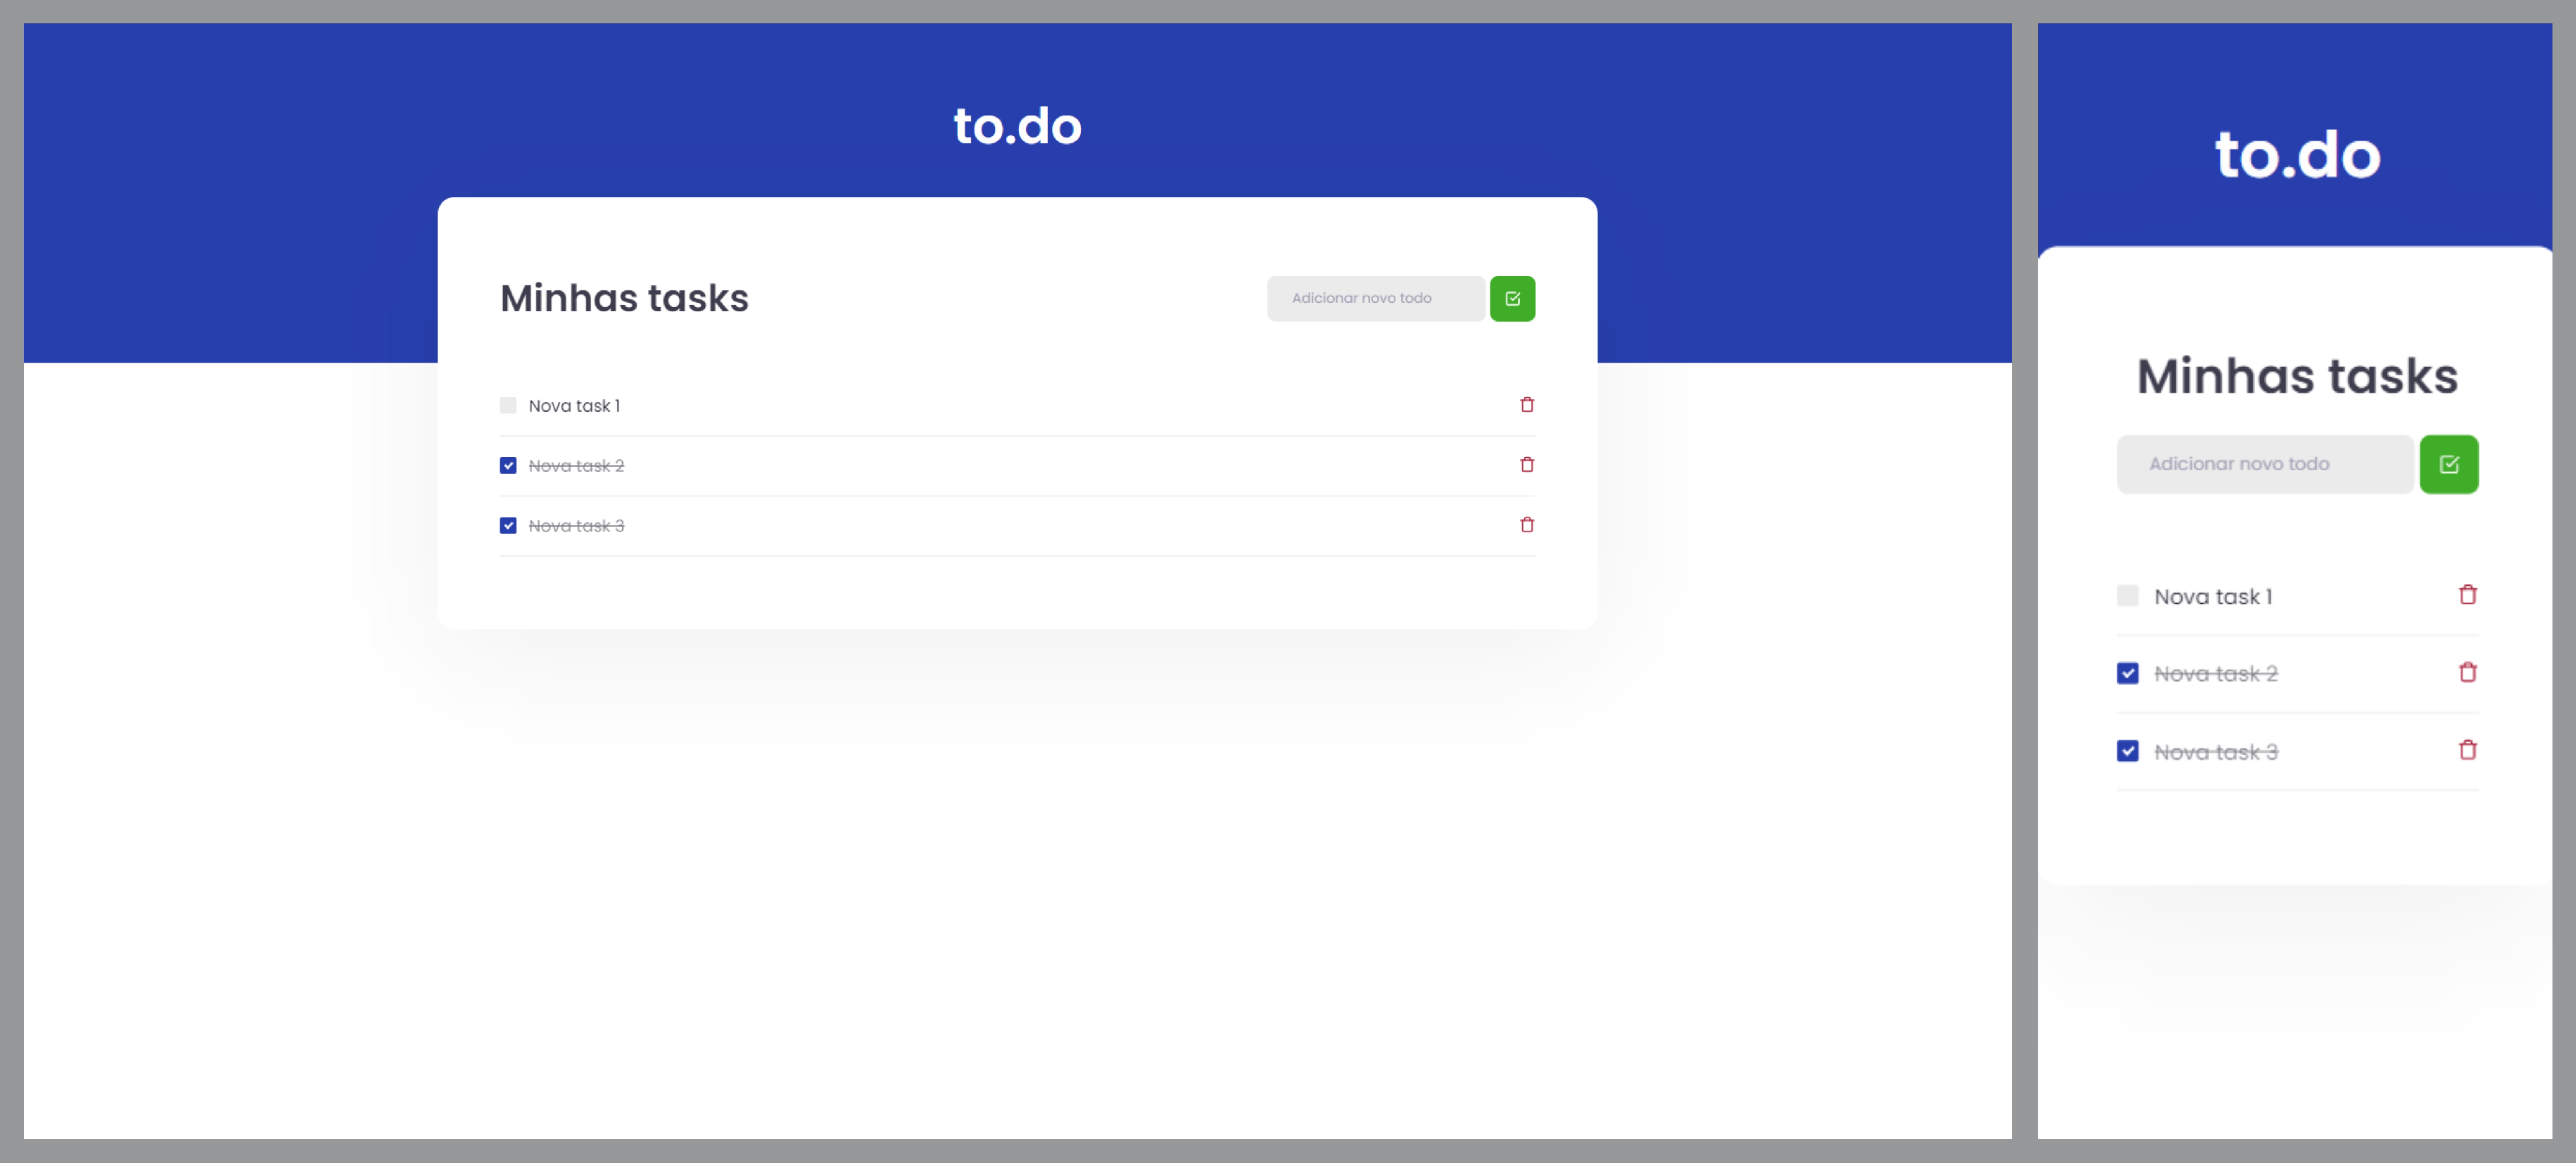 to.do
Minhas tasks
Adicionar novo todo
Nova task 1
Nova task 2
Nova task 3
to.do
Minhas tasks
Adicionar novo todo
Nova task 1
Nova task 2
Nova task 3